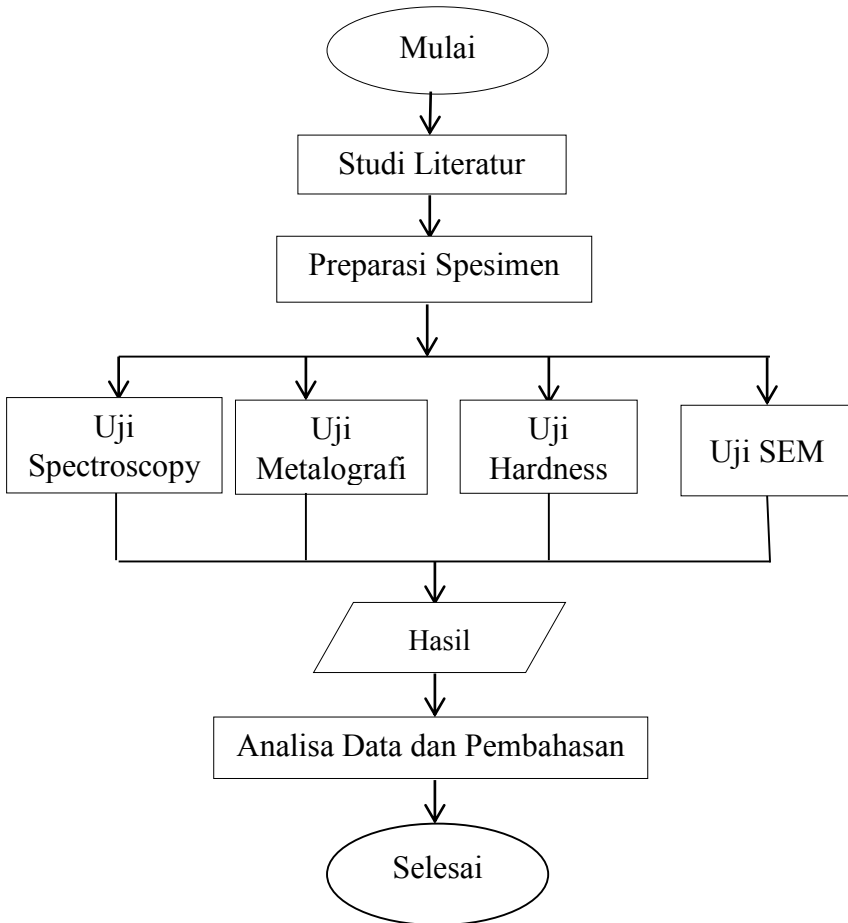 Mulai
Studi Literatur
Preparasi Spesimen
Uji
Spectroscopy
Uji
Metalografi
Uji
Hardness
Uji SEM
Hasil
Analisa Data dan Pembahasan
Selesai